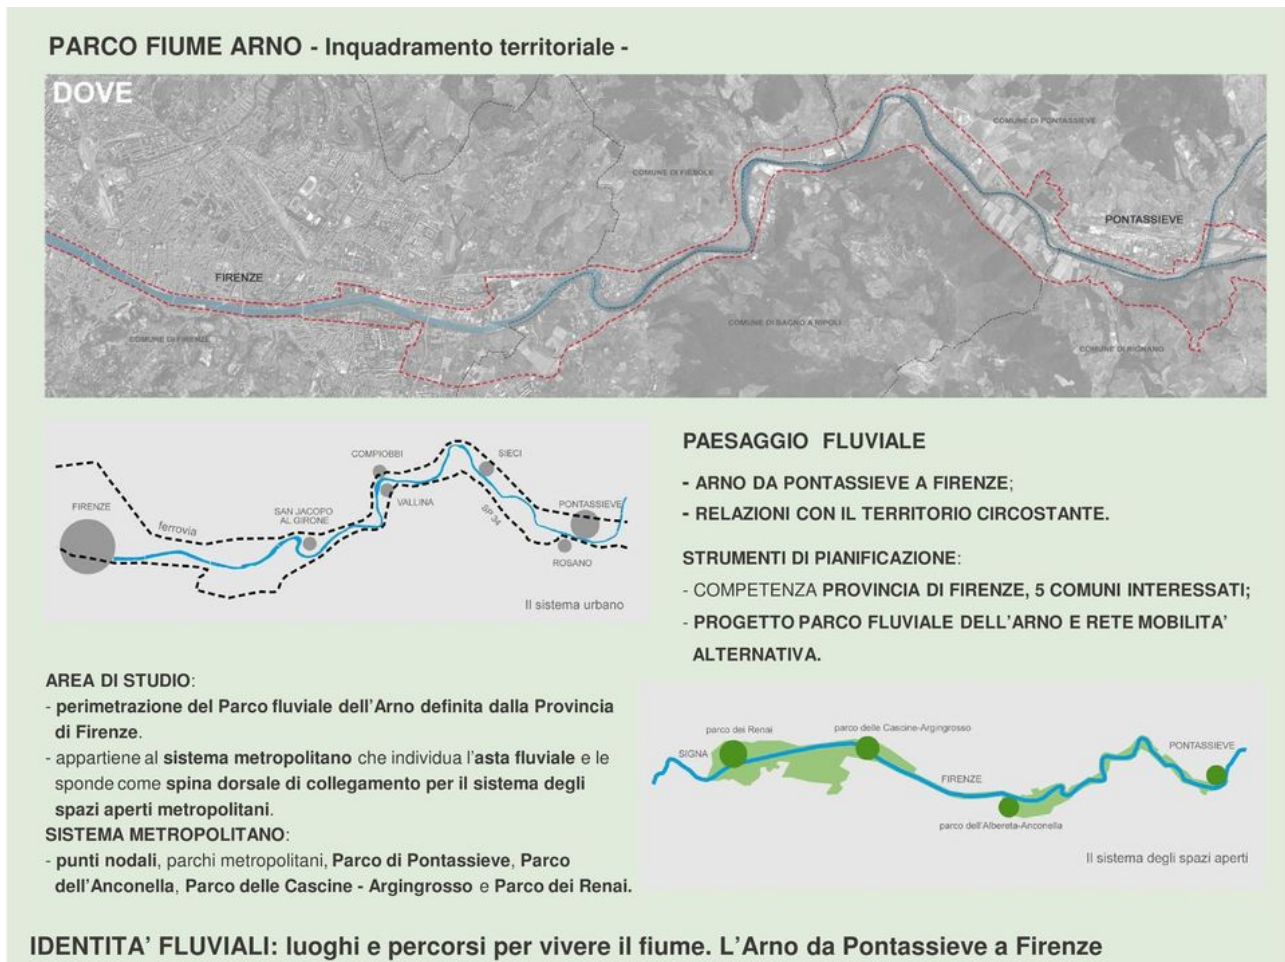 PARCO FIUME ARNO - Inquadramento territoriale -
DOVE
COMUNE DI PONTASSIEVE
COMUNE DI FIESOLE
PONTASSIEVE
FIRENZE
COMUNE DI BAGNO A RIPOLI
COMUNE DI FIRENZE
COMUNE DI RIGNANO
COMPIOBBI
SIECI
FIRENZE
VALLINA
PONTASSIEVE
SAN JACOPO
AL GIRONE
SP 34
ferrovia
ROSANO
Il sistema urbano
PAESAGGIO FLUVIALE
- ARNO DA PONTASSIEVE A FIRENZE;
- RELAZIONI CON IL TERRITORIO CIRCOSTANTE.
STRUMENTI DI PIANIFICAZIONE:
- COMPETENZA PROVINCIA DI FIRENZE, 5 COMUNI INTERESSATI;
- PROGETTO PARCO FLUVIALE DELL'ARNO E RETE MOBILITA'
ALTERNATIVA.
AREA DI STUDIO:
- perimetrazione del Parco fluviale dell'Arno definita dalla Provincia
di Firenze.
- appartiene al sistema metropolitano che individua l'asta fluviale e le
sponde come spina dorsale di collegamento per il sistema degli
spazi aperti metropolitani.
SISTEMA METROPOLITANO:
- punti nodali, parchi metropolitani, Parco di Pontassieve, Parco
dell'Anconella, Parco delle Cascine - Argingrosso e Parco dei Renai.
parco dei Renai
parco delle Cascine-Argingrosso
SIGNA
PONTASSIEVE
FIRENZE
parco dell'Albereta-Anconella
Il sistema degli spazi aperti
IDENTITA' FLUVIALI: luoghi e percorsi per vivere il fiume. L'Arno da Pontassieve a Firenze